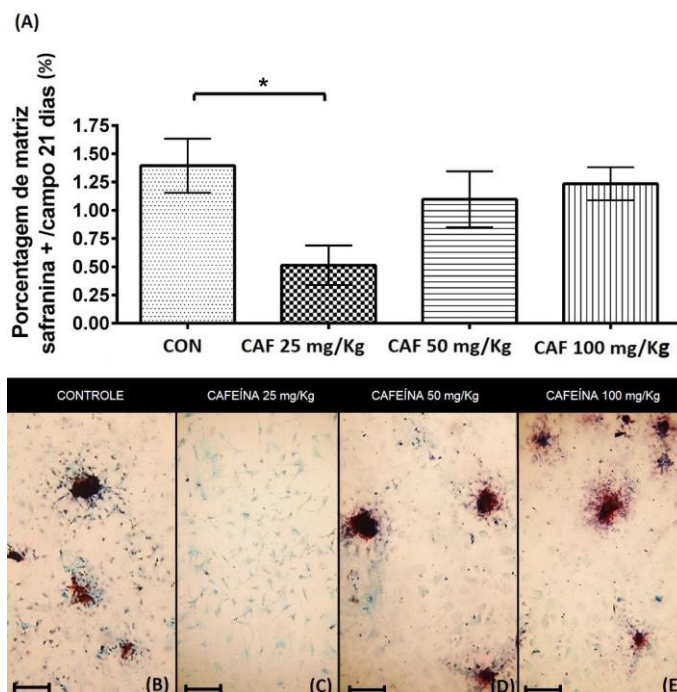 (A)
*
Porcentagem de matriz
safranina + /campo 21 dias (%)
1.75
1.50
1.25
1.00
0.75
0.50
0.25
0.00
CON CAF 25 mg/Kg CAF 50 mg/Kg CAF 100 mg/Kg
CONTROLE CAFEÍNA 25 mg/Kg CAFEÍNA 50 mg/Kg CAFEÍNA 100 mg/Kg
(B) (C) (D) (E